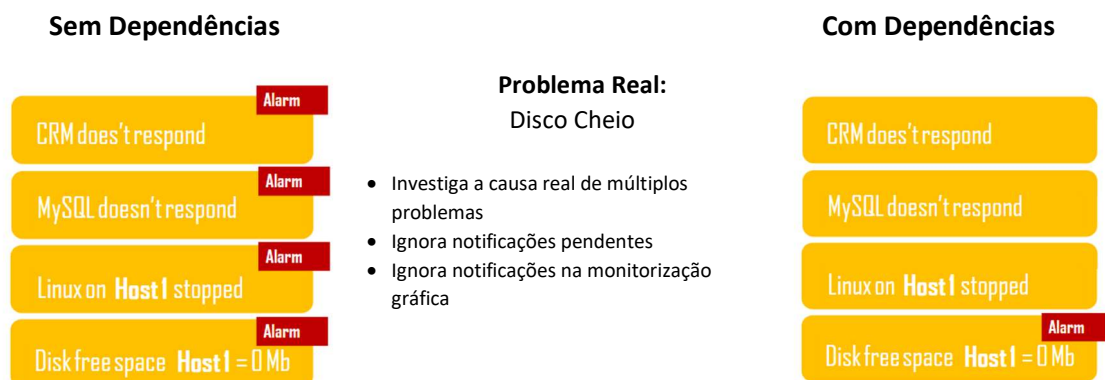 Sem Dependências
Alarm
CRM does't respond
Alarm
MySQL doesn't respond
Alarm
Linux on Host1 stopped
Alarm
Disk free space Host1 = 0 Mb
Problema Real:
Disco Cheio
• Investiga a causa real de múltiplos
problemas
• Ignora notificações pendentes
• Ignora notificações na monitorização
gráfica
Com Dependências
CRM does't respond
MySQL doesn't respond
Linux on Host1 stopped
Alarm
Disk free space Host1 = 0 Mb